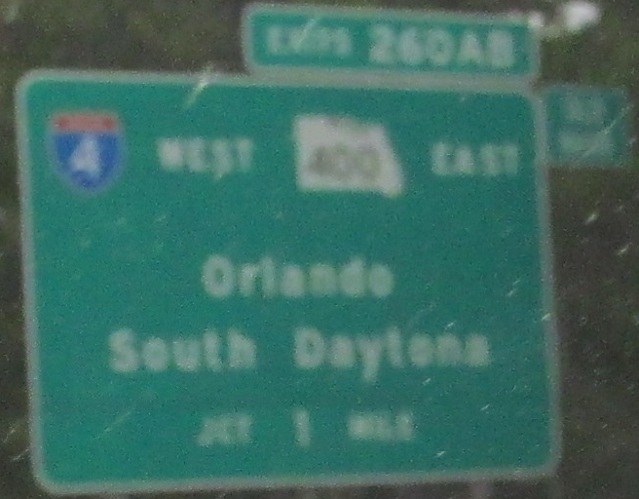 EXITS 260AB
4 WEST 400 EAST
Orlando
South Daytona
JCT 1 MILE